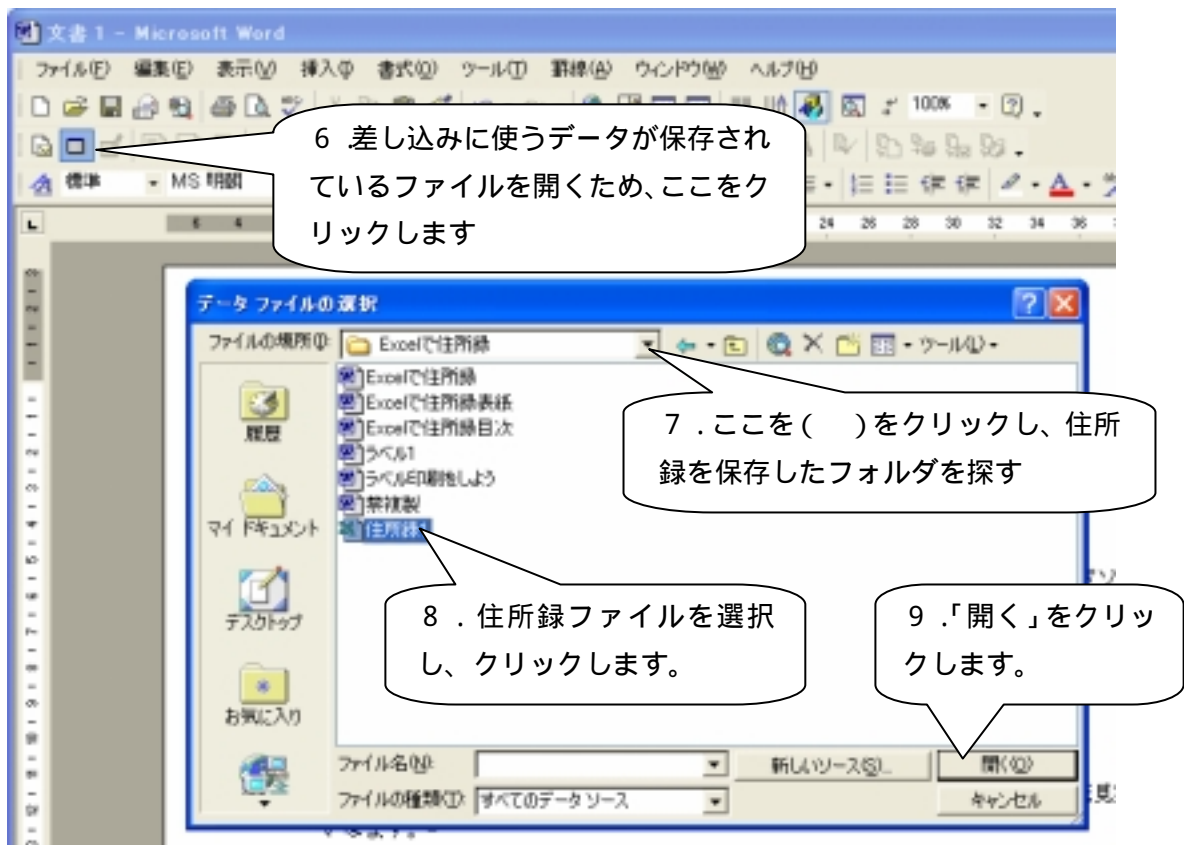 文書 1 - Microsoft Word
ファイル(F) 編集(E) 表示(V) 挿入(I) 書式(O) ツール(T) 罫線(A) ウィンドウ(W) ヘルプ(H)
100%
6 .差し込みに使うデータが保存され
ているファイルを開くため、ここをク
リックします
標準 MS 明朝
6 4 24 26 28 30 32 34 36
データ ファイルの選択
ファイルの場所(I): Excelで住所録 ツール(L)
Excelで住所録
Excelで住所録表紙
Excelで住所録目次
ラベル1
ラベル印刷をしよう
禁複製
住所録1
履歴
マイ ドキュメント
デスクトップ
お気に入り
7 .ここを( )をクリックし、住所
録を保存したフォルダを探す
8 . 住所録ファイルを選択
し、クリックします。
9 .「開く」をクリッ
クします。
ファイル名(N): 新しいソース(S)... 開く(O)
ファイルの種類(T): すべてのデータ ソース キャンセル